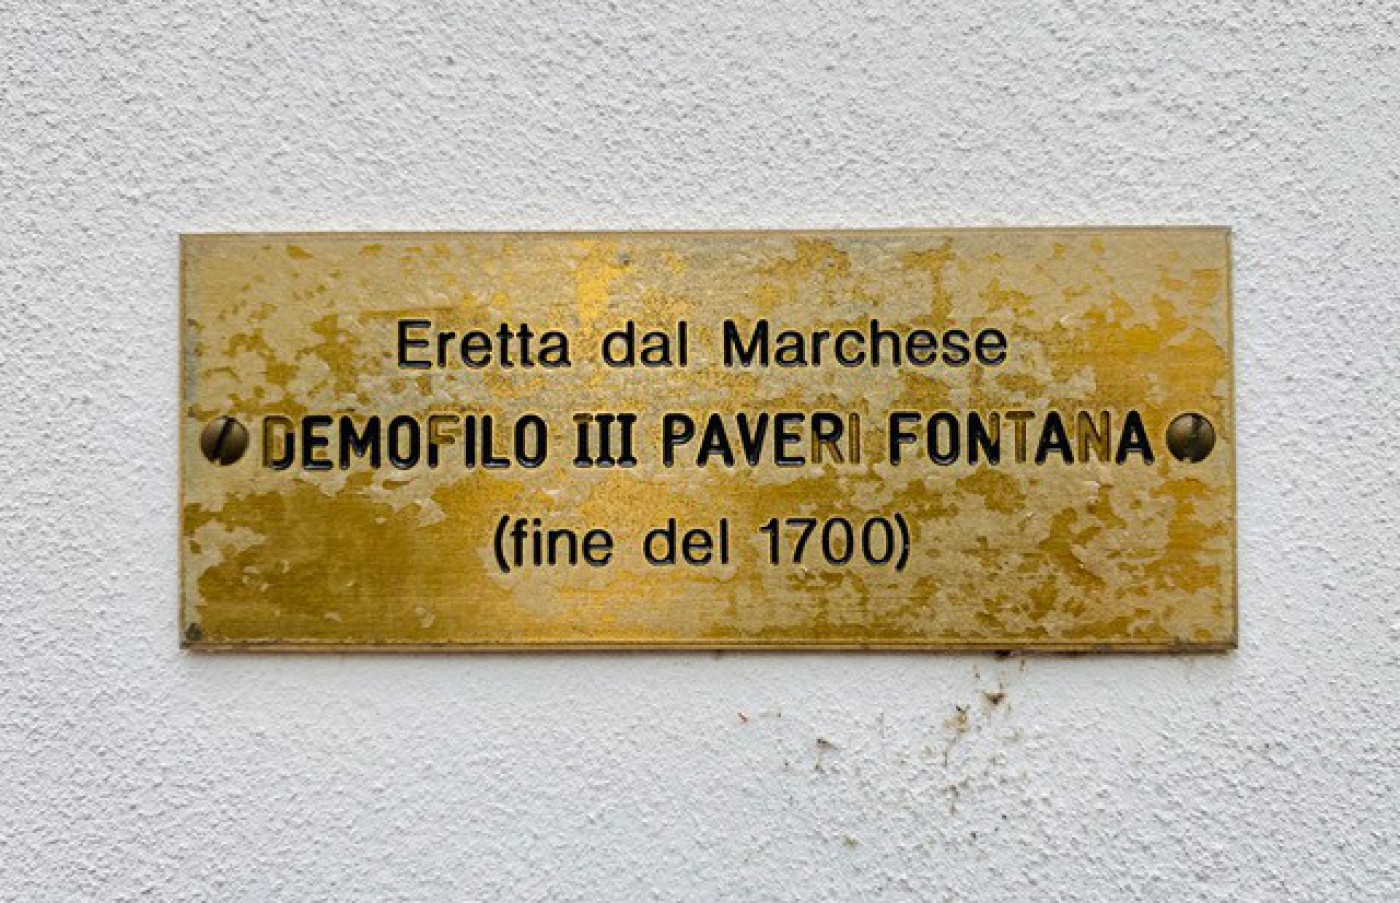 Eretta dal Marchese
DEMOFILO III PAVERI FONTANA
(fine del 1700)